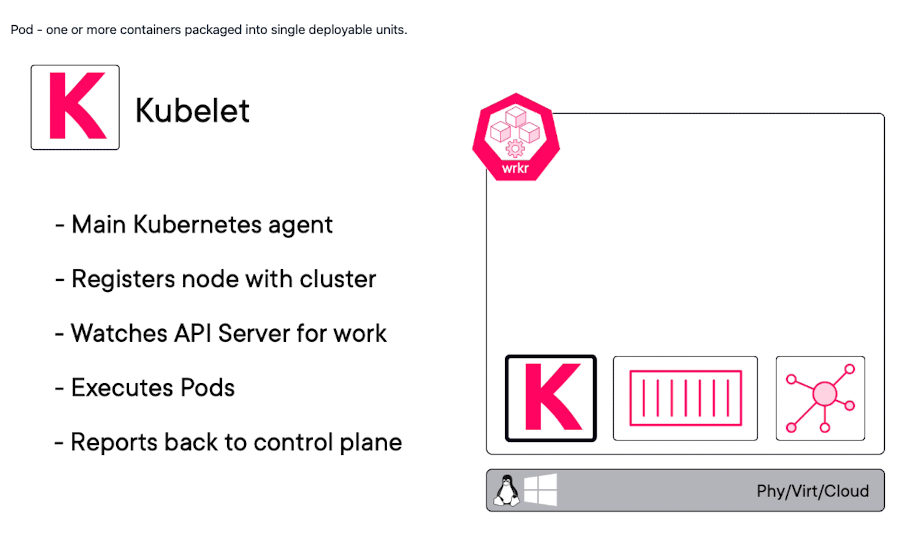 Pod - one or more containers packaged into single deployable units.
K Kubelet
- Main Kubernetes agent
- Registers node with cluster
- Watches API Server for work
- Executes Pods
- Reports back to control plane
wrkr
K
Phy/Virt/Cloud